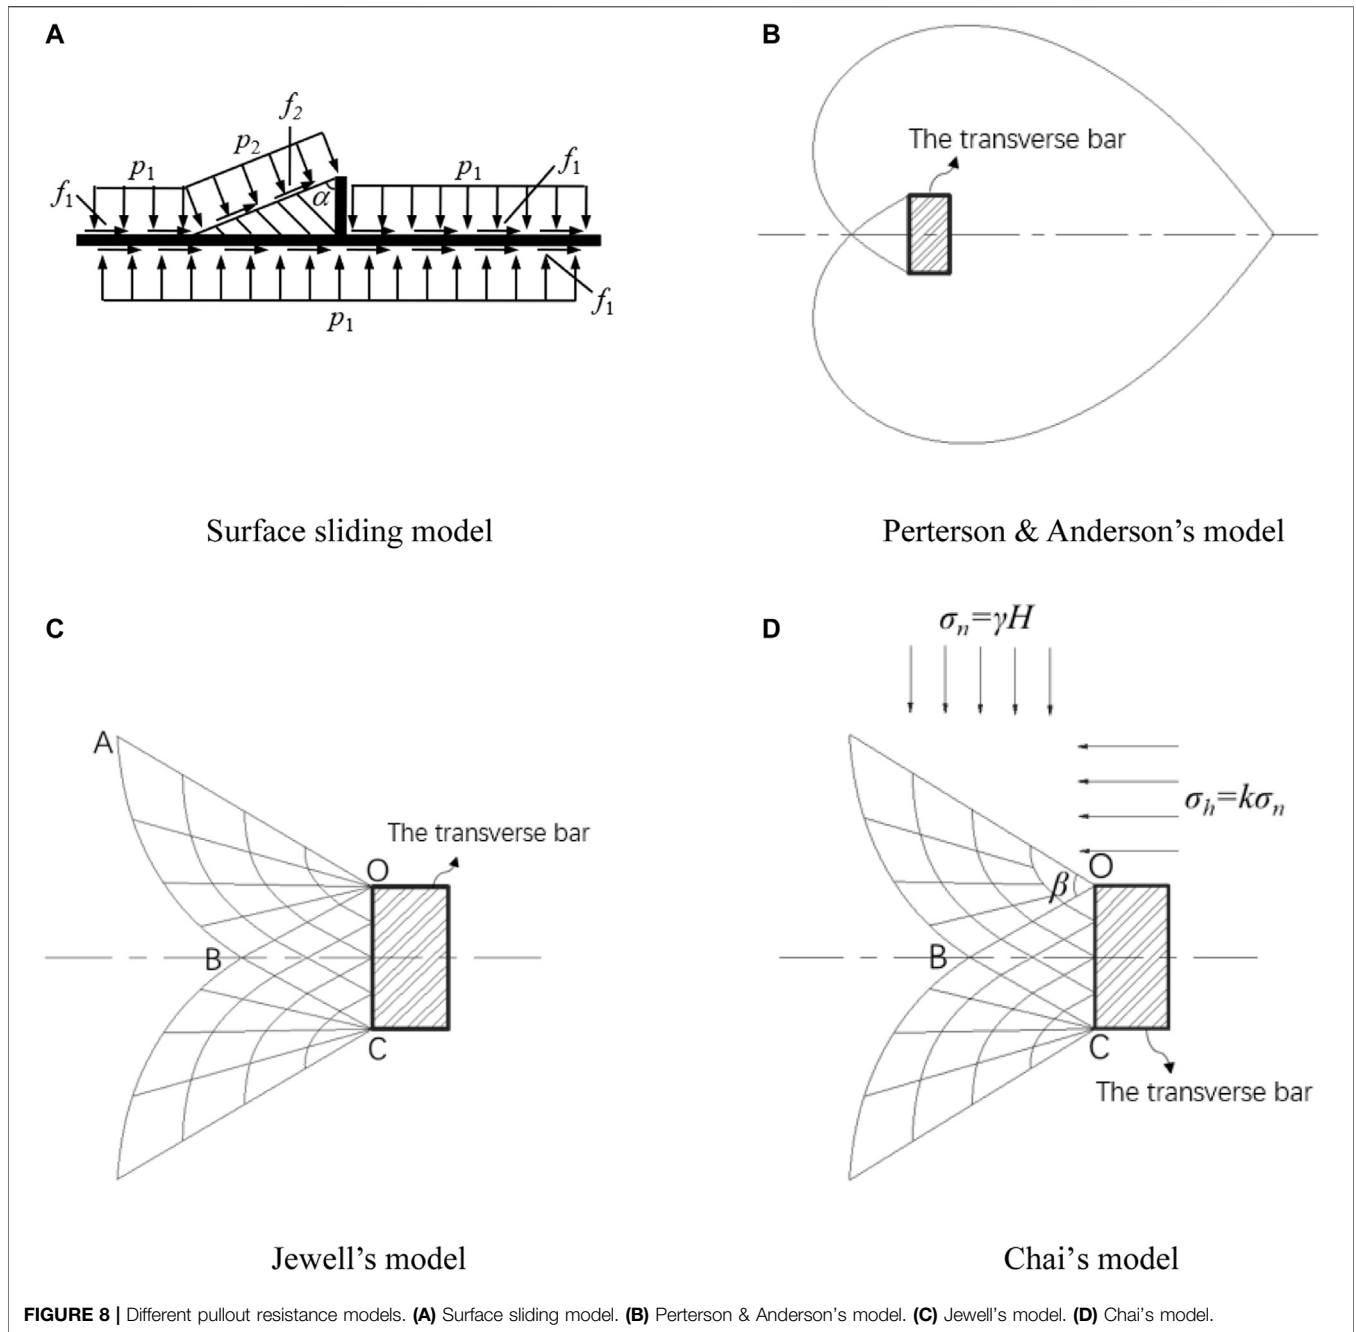 A
f2
p2
p1
f1
α
p1
f1
f1
p1
Surface sliding model
B
The transverse bar
Perterson & Anderson’s model
C
A
The transverse bar
O
B
C
Jewell’s model
D
σn=γH
σh=kσn
O
β
B
C
The transverse bar
Chai’s model
FIGURE 8 | Different pullout resistance models. (A) Surface sliding model. (B) Perterson & Anderson’s model. (C) Jewell’s model. (D) Chai’s model.